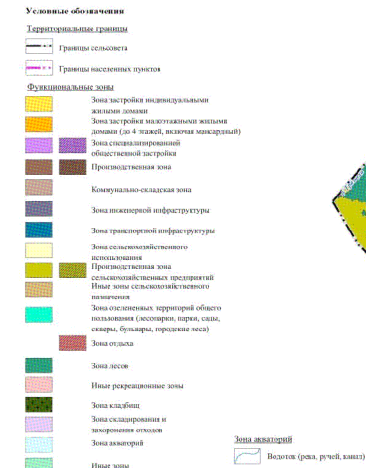 Условные обозначения
Территориальные границы
Границы сельсовета
Границы населенных пунктов
Функциональные зоны
Зона застройки индивидуальными
жилыми домами
Зона застройки малоэтажными жилыми
домами (до 4 этажей, включая мансардный)
Зона специализированной
общественной застройки
Производственная зона
Коммунально-складская зона
Зона инженерной инфраструктуры
Зона транспортной инфраструктуры
Зона сельскохозяйственного
использования
Производственная зона
сельскохозяйственных предприятий
Иные зоны сельскохозяйственного
назначения
Зона озелененных территорий общего
пользования (лесопарки, парки, сады,
скверы, бульвары, городские леса)
Зона отдыха
Зона лесов
Иные рекреационные зоны
Зона кладбищ
Зона складирования и
захоронения отходов
Зона акваторий
Иные зоны
Зона акваторий
Водоток (река, ручей, канал)